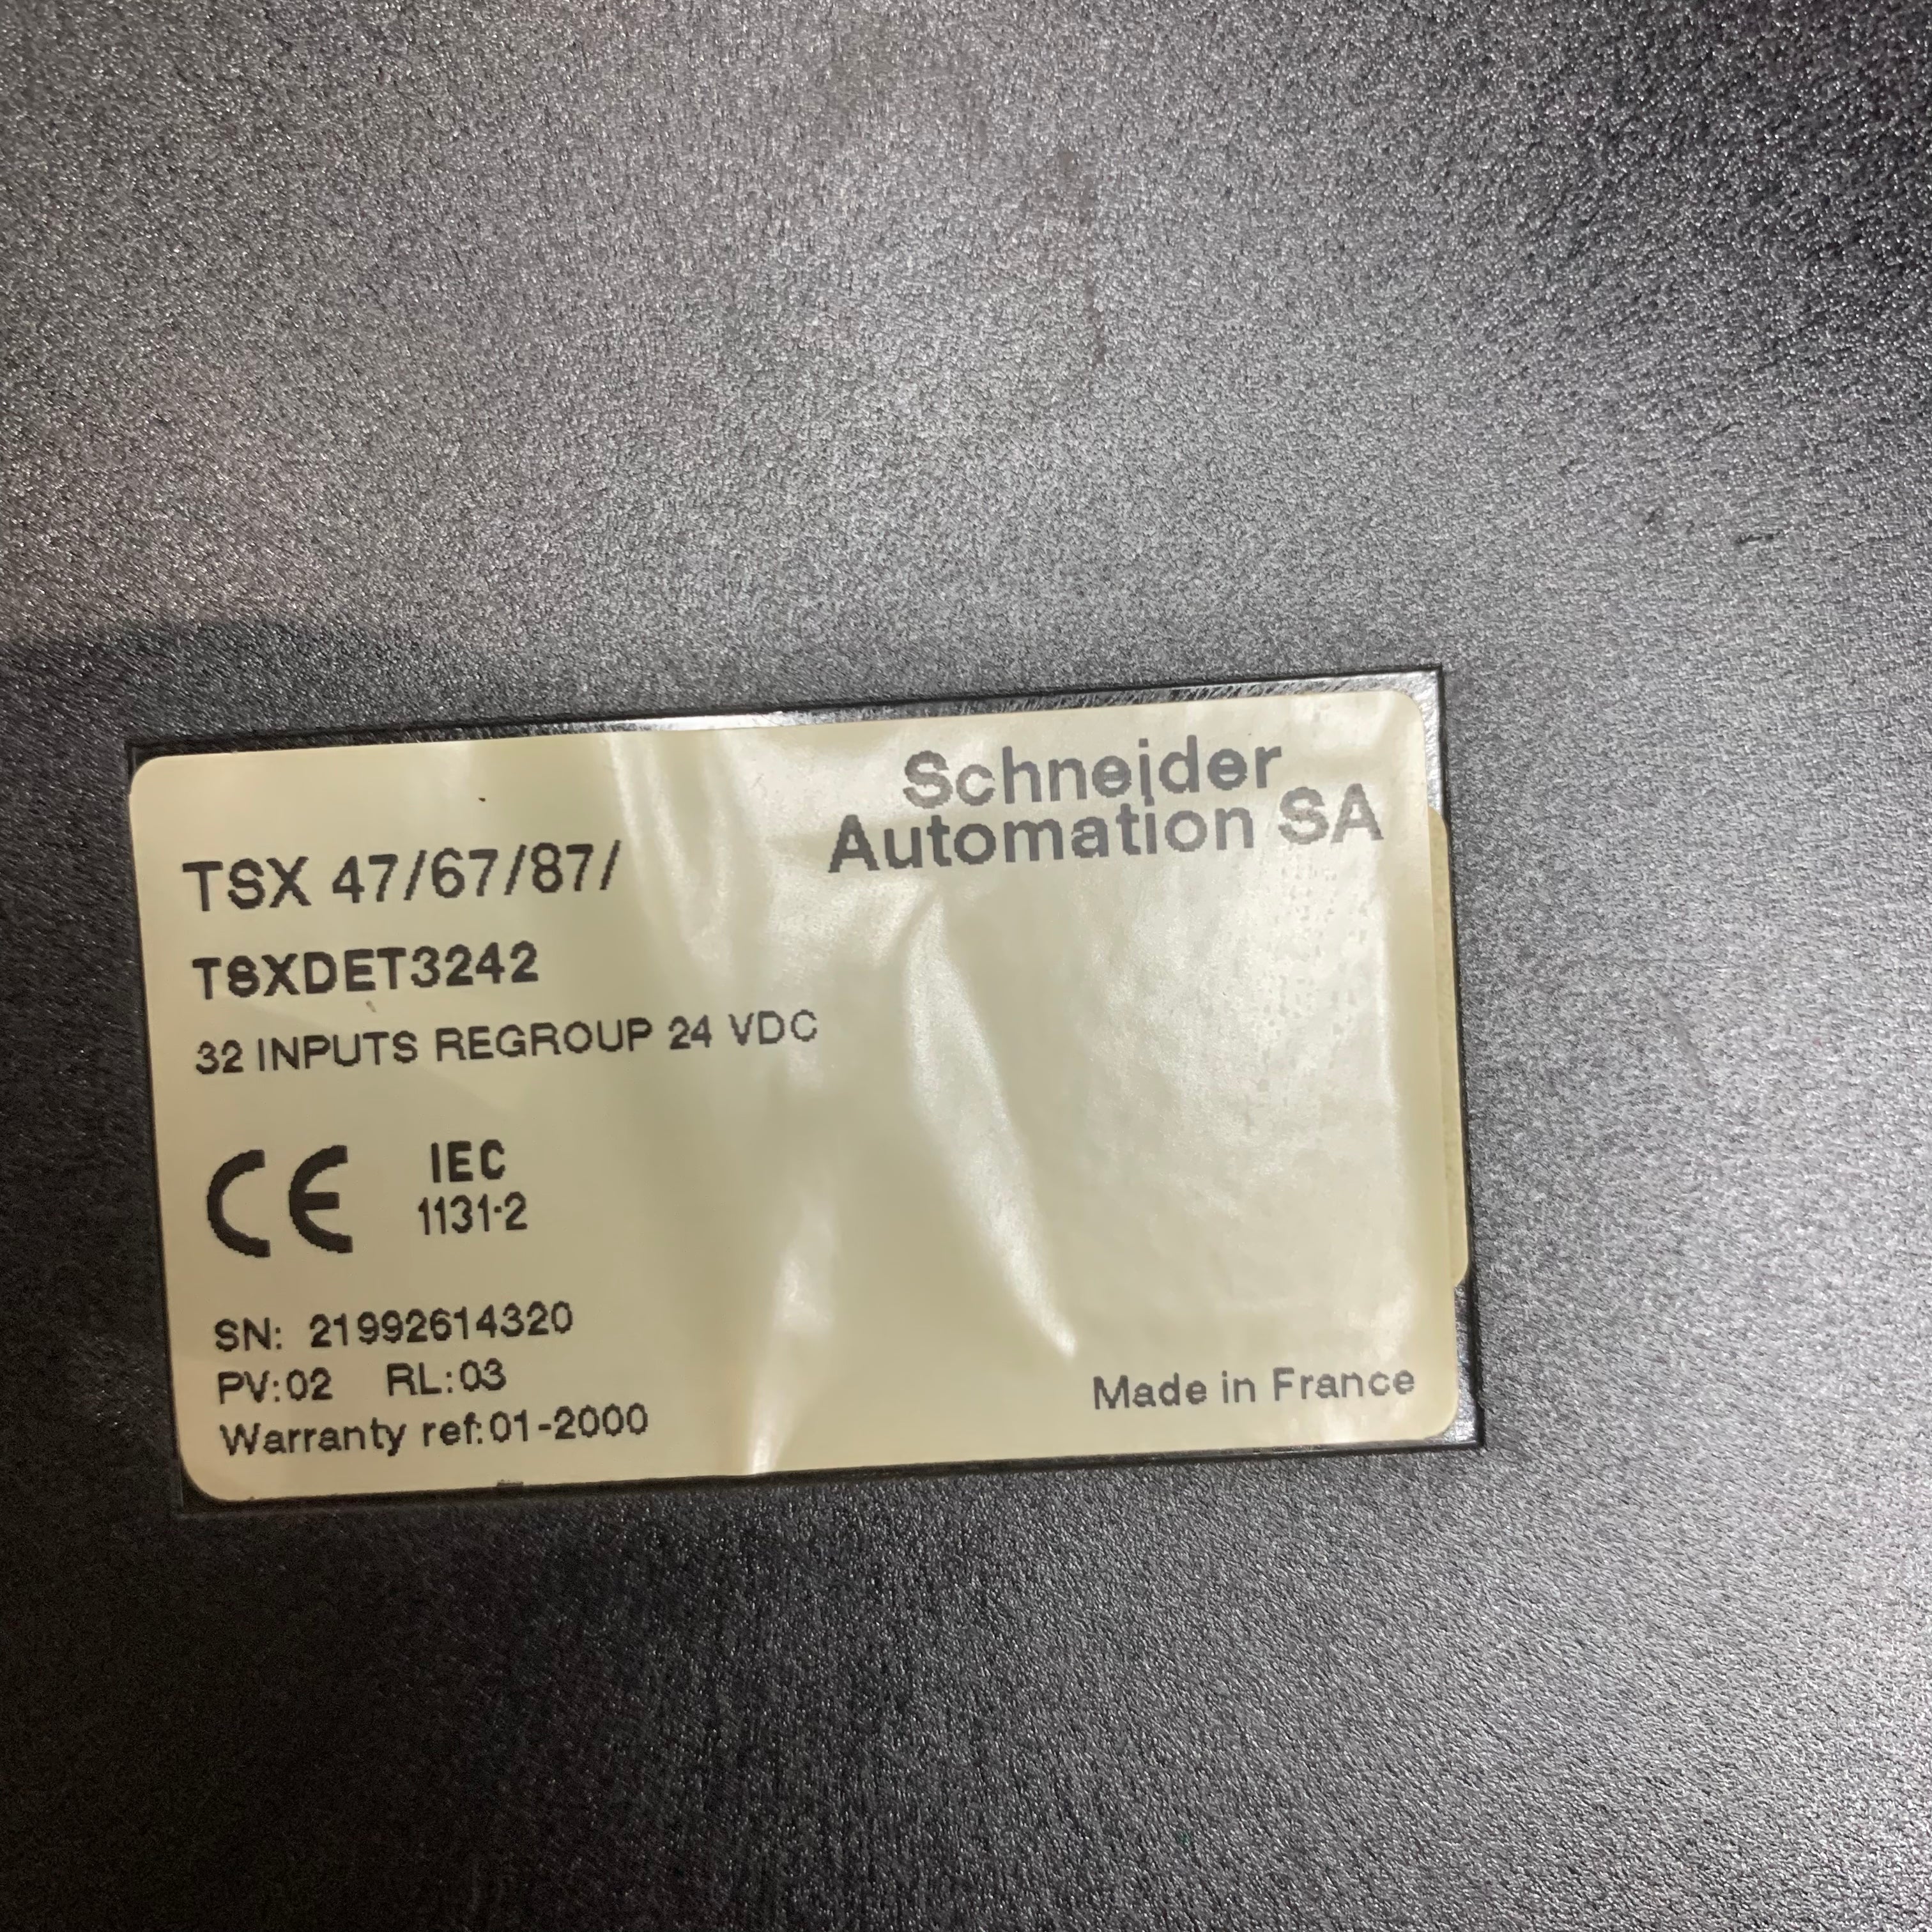 Schneider
Automation SA
TSX 47/67/87/
TSXDET3242
32 INPUTS REGROUP 24 VDC
CE IEC
1131-2
SN: 21992614320
PV:02 RL:03
Warranty ref:01-2000
Made in France